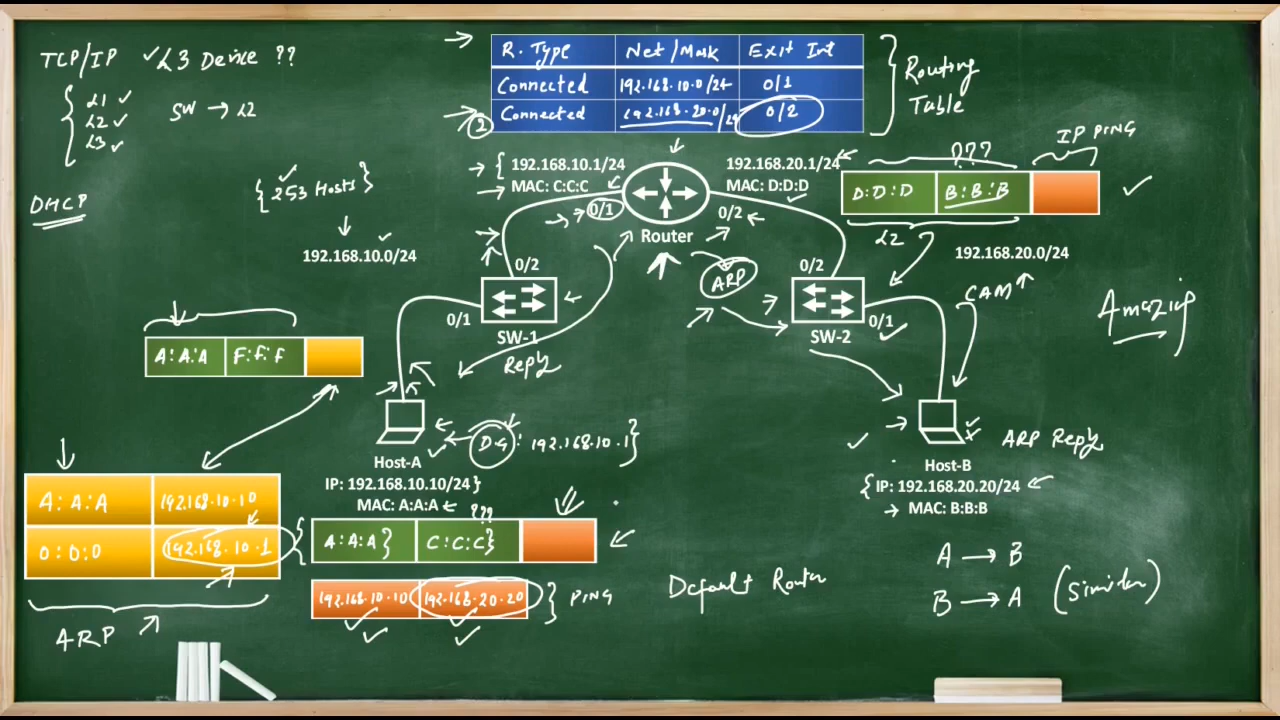 TCP/IP ✓L3 Device ??
L1 ✓
L2 ✓
L3 ✓
SW → L2
DHCP
{253 Hosts}
192.168.10.0/24
R. Type Net/Mask Exit Int
Connected 192.168.10.0/24 0/1
Connected 192.168.20.0/24 0/2
2
Routing
Table
192.168.10.1/24
MAC: C:C:C
192.168.20.1/24
MAC: D:D:D
0/1
0/2
Router
???
IP PING
D:D:D B:B:B
L2
192.168.20.0/24
ARP
CAM
Amazing
0/2
0/1
SW-1
0/2
0/1
SW-2
Reply
A:A:A F:F:F
DG : 192.168.10.1}
Host-A
IP: 192.168.10.10/24}
MAC: A:A:A
???
A:A:A} C:C:C}
192.168.10.10 192.168.20.20
PING
A:A:A 192.168.10.10
0:0:0 192.168.10.1
ARP
ARP Reply
Host-B
{IP: 192.168.20.20/24
→ MAC: B:B:B
Default Router
A → B
B → A (Similar)